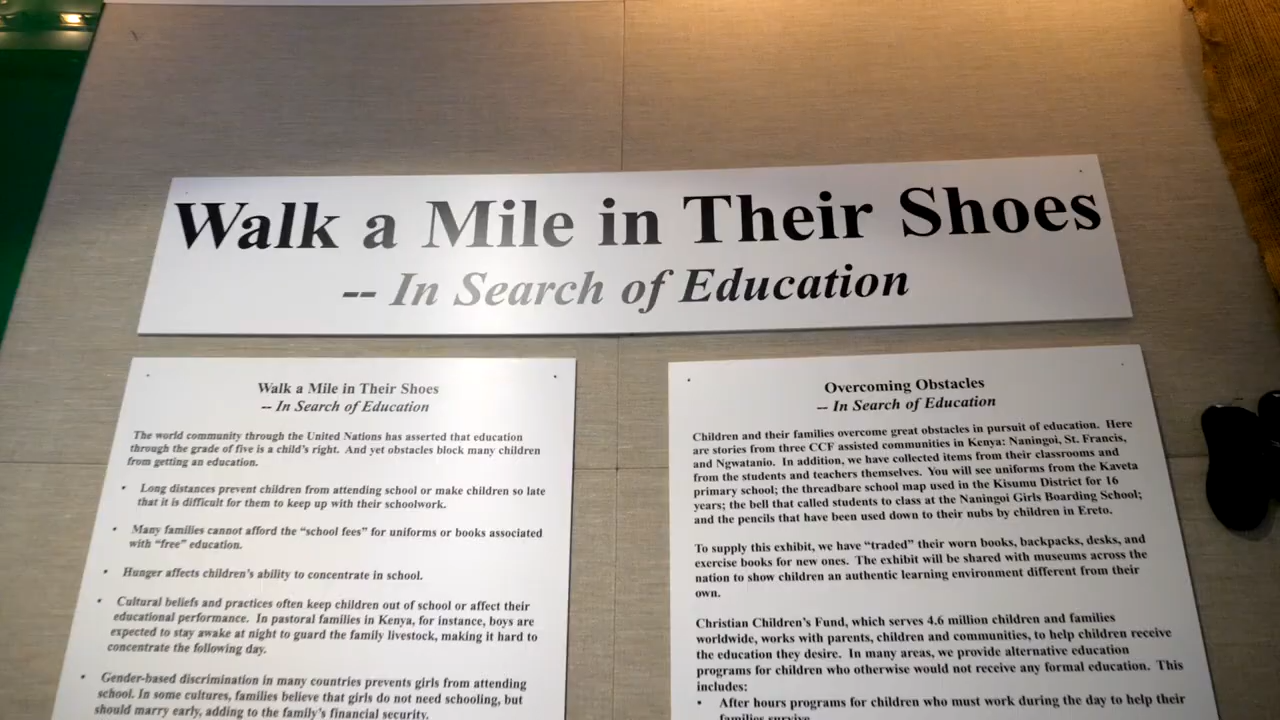 Walk a Mile in Their Shoes
-- In Search of Education
Walk a Mile in Their Shoes
-- In Search of Education
The world community through the United Nations has asserted that education
through the grade of five is a child's right. And yet obstacles block many children
from getting an education.
• Long distances prevent children from attending school or make children so late
that it is difficult for them to keep up with their schoolwork.
• Many families cannot afford the "school fees" for uniforms or books associated
with "free" education.
• Hunger affects children's ability to concentrate in school.
• Cultural beliefs and practices often keep children out of school or affect their
educational performance. In pastoral families in Kenya, for instance, boys are
expected to stay awake at night to guard the family livestock, making it hard to
concentrate the following day.
• Gender-based discrimination in many countries prevents girls from attending
school. In some cultures, families believe that girls do not need schooling, but
should marry early, adding to the family's financial security.
Overcoming Obstacles
-- In Search of Education
Children and their families overcome great obstacles in pursuit of education. Here
are stories from three CCF assisted communities in Kenya: Naningoi, St. Francis,
and Ngwatanio. In addition, we have collected items from their classrooms and
from the students and teachers themselves. You will see uniforms from the Kaveta
primary school; the threadbare school map used in the Kisumu District for 16
years; the bell that called students to class at the Naningoi Girls Boarding School;
and the pencils that have been used down to their nubs by children in Ereto.
To supply this exhibit, we have "traded" their worn books, backpacks, desks, and
exercise books for new ones. The exhibit will be shared with museums across the
nation to show children an authentic learning environment different from their
own.
Christian Children's Fund, which serves 4.6 million children and families
worldwide, works with parents, children and communities, to help children receive
the education they desire. In many areas, we provide alternative education
programs for children who otherwise would not receive any formal education. This
includes:
• After hours programs for children who must work during the day to help their
families survive